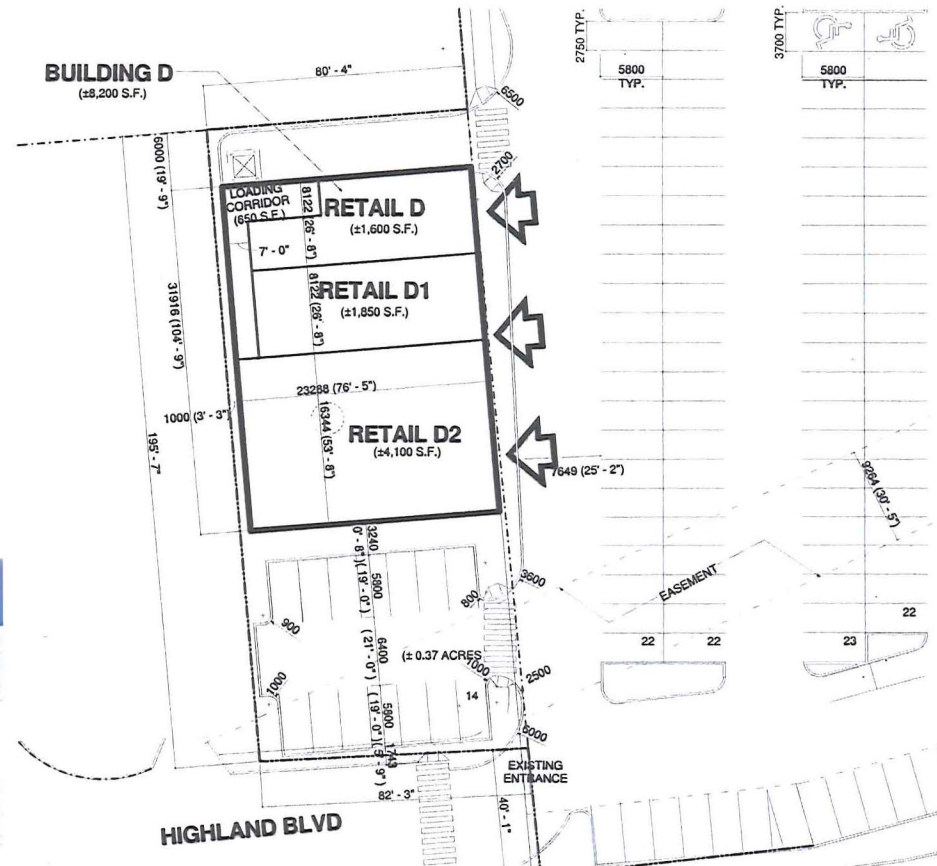 2750 TYP.
3700 TYP.
BUILDING D
(±8,200 S.F.)
80' - 4"
5800
TYP.
5800
TYP.
6500
6000 (19' - 9")
2700
LOADING
CORRIDOR
(650 S.F.)
8122 (26' - 8")
RETAIL D
(±1,600 S.F.)
7' - 0"
31916 (104' - 9")
8122 (26' - 8")
RETAIL D1
(±1,850 S.F.)
23288 (76' - 5")
1000 (3' - 3")
195' - 7"
16344 (53' - 8")
RETAIL D2
(±4,100 S.F.)
7649 (25' - 2")
9264 (30' - 5")
3240
0' - 8")
5800
(19' - 0")
3600
800
EASEMENT
900
6400
(21' - 0")
(± 0.37 ACRES
22
22
22
23
1000
1000
2500
14
5800
(19' - 0")
1743
(5' - 9")
6000
EXISTING
ENTRANCE
82' - 3"
40' - 1"
HIGHLAND BLVD